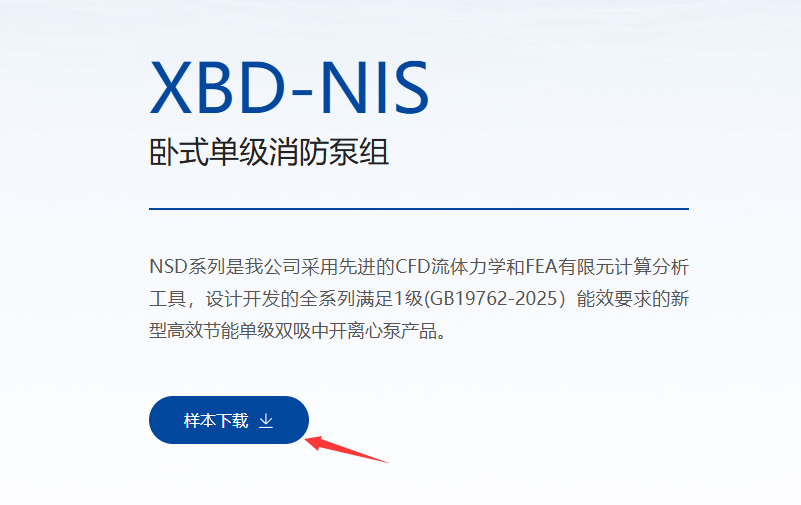 XBD-NIS
卧式单级消防泵组
NSD系列是我公司采用先进的CFD流体力学和FEA有限元计算分析
工具，设计开发的全系列满足1级(GB19762-2025）能效要求的新
型高效节能单级双吸中开离心泵产品。
样本下载